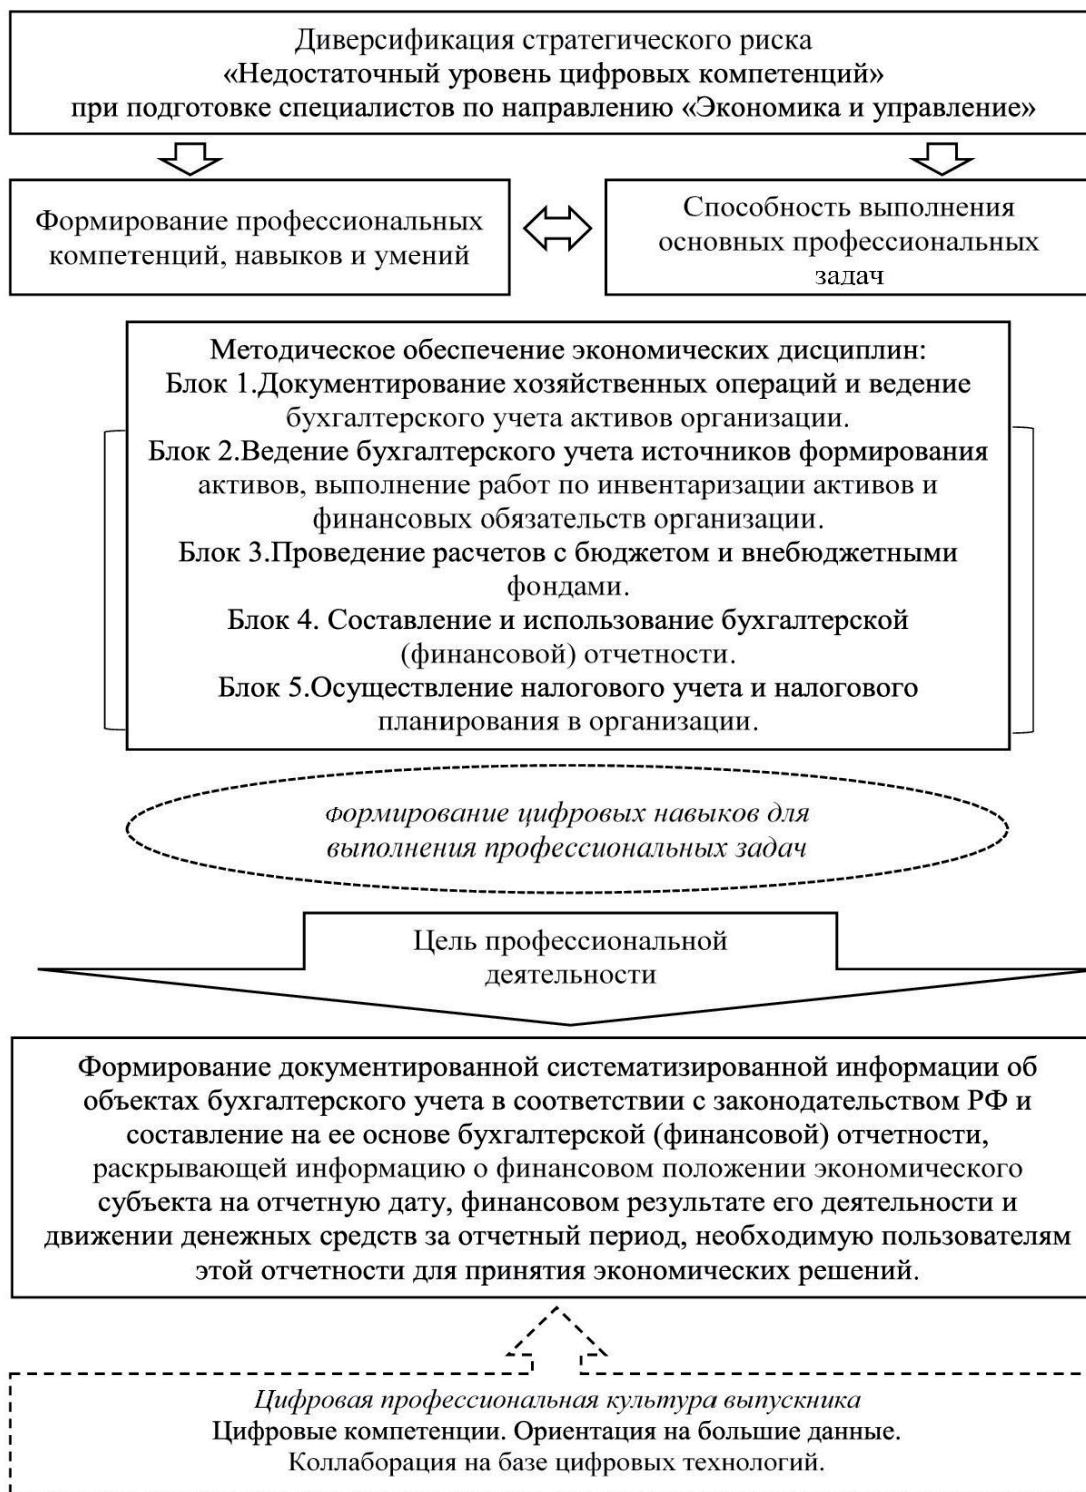 Диверсификация стратегического риска
«Недостаточный уровень цифровых компетенций»
при подготовке специалистов по направлению «Экономика и управление»
Формирование профессиональных
компетенций, навыков и умений
Способность выполнения
основных профессиональных
задач
Методическое обеспечение экономических дисциплин:
Блок 1.Документирование хозяйственных операций и ведение
бухгалтерского учета активов организации.
Блок 2.Ведение бухгалтерского учета источников формирования
активов, выполнение работ по инвентаризации активов и
финансовых обязательств организации.
Блок 3.Проведение расчетов с бюджетом и внебюджетными
фондами.
Блок 4. Составление и использование бухгалтерской
(финансовой) отчетности.
Блок 5.Осуществление налогового учета и налогового
планирования в организации.
Формирование цифровых навыков для
выполнения профессиональных задач
Цель профессиональной
деятельности
Формирование документированной систематизированной информации об
объектах бухгалтерского учета в соответствии с законодательством РФ и
составление на ее основе бухгалтерской (финансовой) отчетности,
раскрывающей информацию о финансовом положении экономического
субъекта на отчетную дату, финансовом результате его деятельности и
движении денежных средств за отчетный период, необходимую пользователям
этой отчетности для принятия экономических решений.
Цифровая профессиональная культура выпускника
Цифровые компетенции. Ориентация на большие данные.
Коллаборация на базе цифровых технологий.